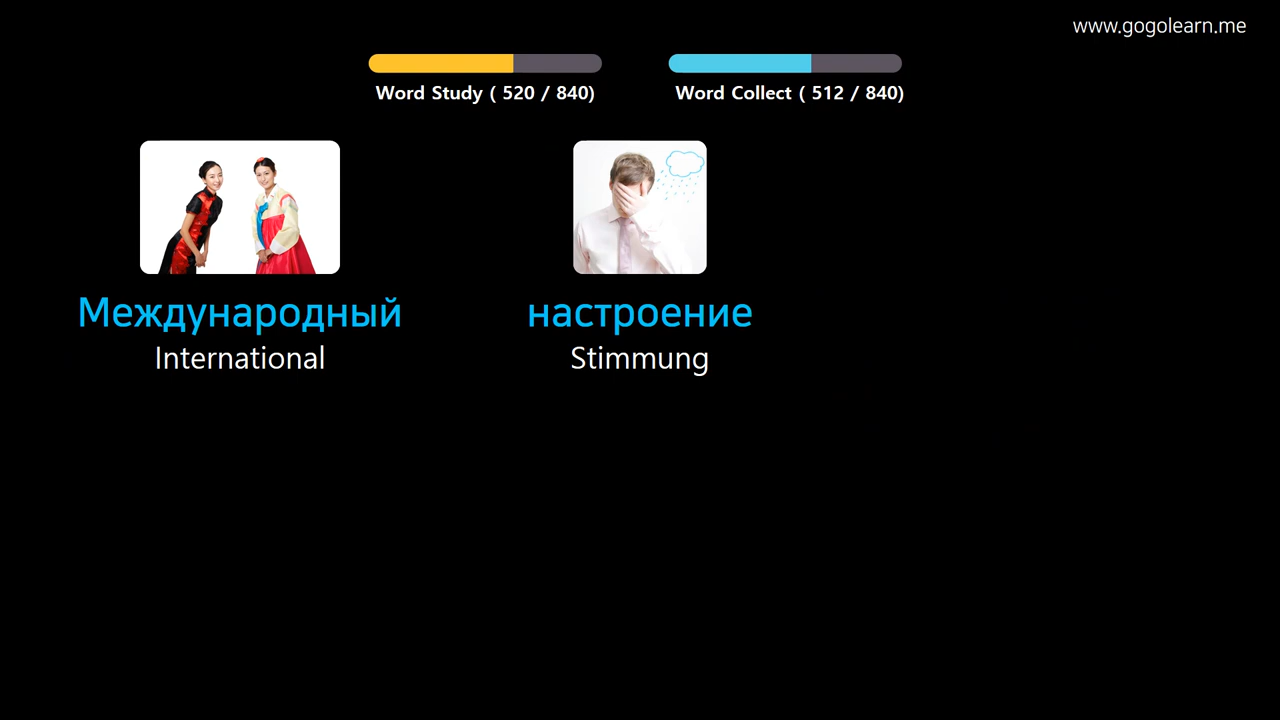 www.gogolearn.me
Word Study ( 520 / 840)
Word Collect ( 512 / 840)
Международный
International
настроение
Stimmung